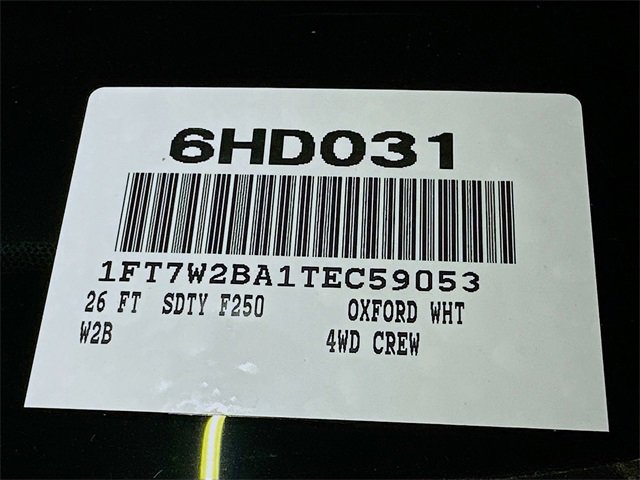 6HD031
1FT7W2BA1TEC59053
26 FT SDTY F250 OXFORD WHT
W2B 4WD CREW